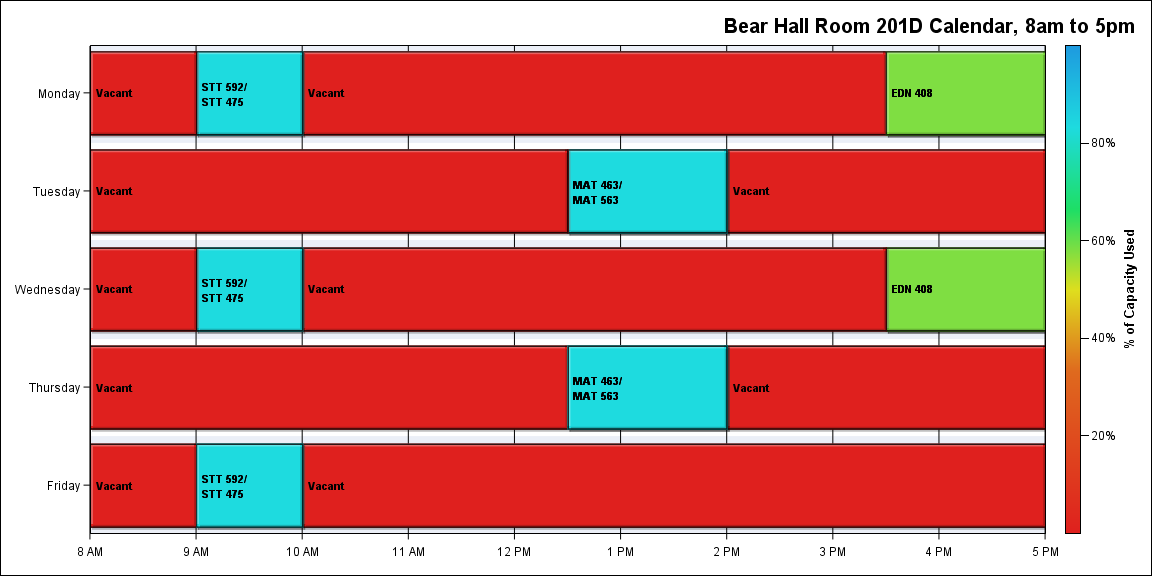 Bear Hall Room 201D Calendar, 8am to 5pm
Monday
Vacant
STT 592/
STT 475
Vacant
EDN 408
Tuesday
Vacant
MAT 463/
MAT 563
Vacant
Wednesday
Vacant
STT 592/
STT 475
Vacant
EDN 408
Thursday
Vacant
MAT 463/
MAT 563
Vacant
Friday
Vacant
STT 592/
STT 475
Vacant
8 AM
9 AM
10 AM
11 AM
12 PM
1 PM
2 PM
3 PM
4 PM
5 PM
80%
60%
40%
20%
% of Capacity Used